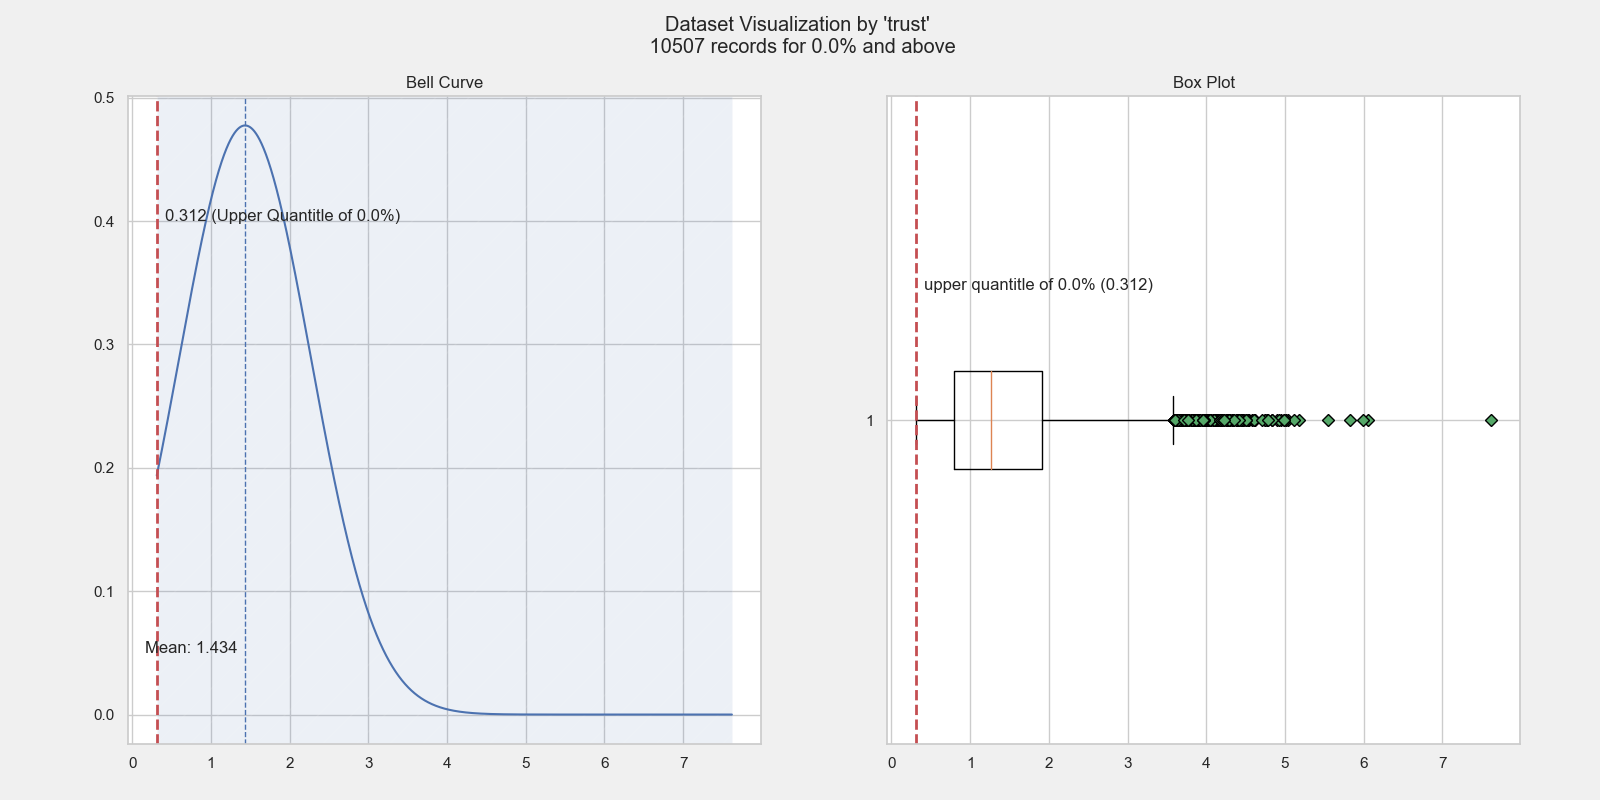 Dataset Visualization by 'trust'
10507 records for 0.0% and above
Bell Curve
0.5
0.4
0.3
0.2
0.1
0.0
0.312 (Upper Quantitle of 0.0%)
Mean: 1.434
0 1 2 3 4 5 6 7
Box Plot
upper quantitle of 0.0% (0.312)
1
0 1 2 3 4 5 6 7